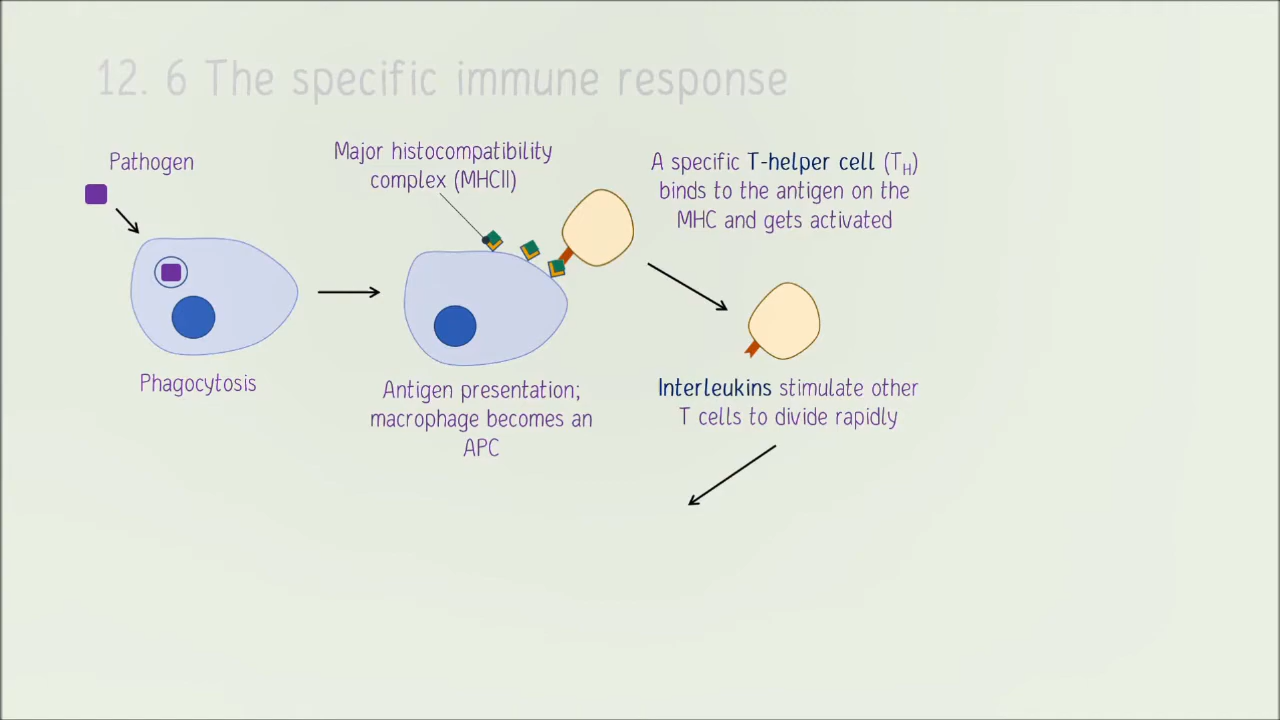 12. 6 The specific immune response
Pathogen
Major histocompatibility
complex (MHCII)
A specific T-helper cell (TH)
binds to the antigen on the
MHC and gets activated
Phagocytosis
Antigen presentation;
macrophage becomes an
APC
Interleukins stimulate other
T cells to divide rapidly